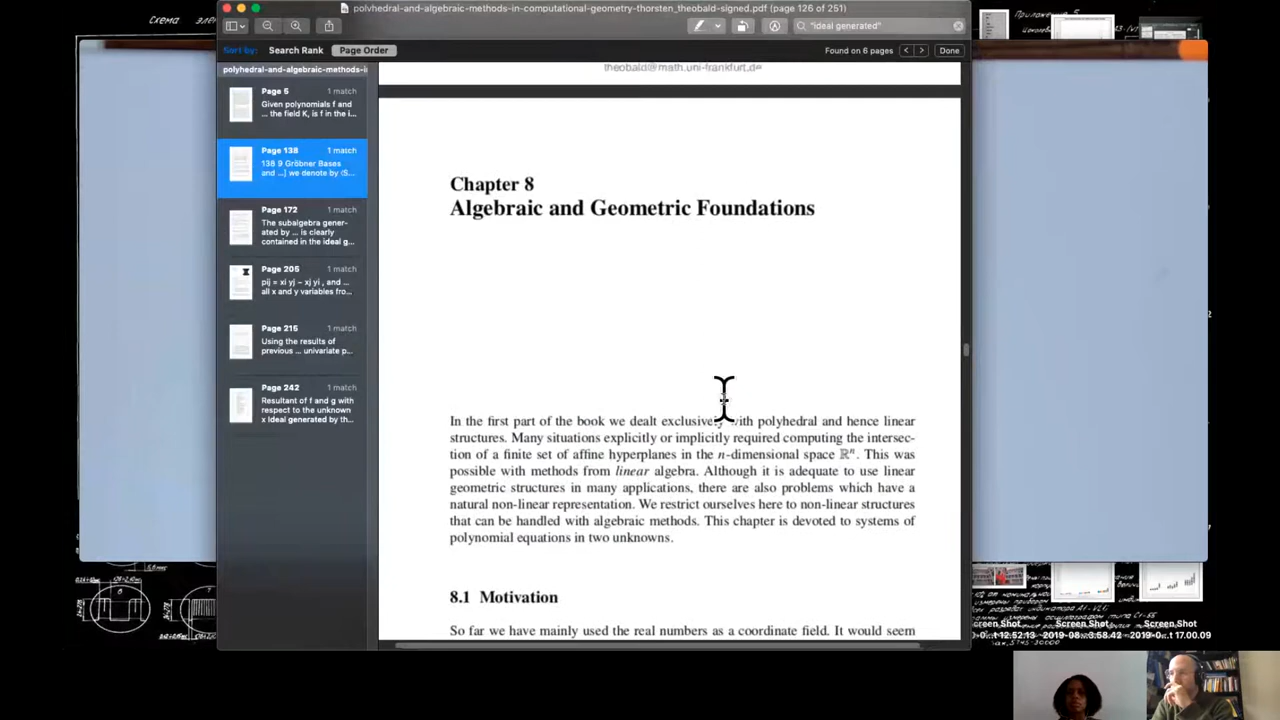 Схема
polyhedral-and-algebraic-methods-in-computational-geometry-thorsten_theobald-signed.pdf (page 126 of 251)
"ideal generated"
Sort by: Search Rank Page Order
Found on 6 pages
Done
polyhedral-and-algebraic-methods-i
Page 5 1 match
Given polynomials f and
... the field K, is f in the i...
Page 138 1 match
138 9 Gröbner Bases
and ...] we denote by ⟨S...
Page 172 1 match
The subalgebra gener-
ated by ... is clearly
contained in the ideal g...
Page 205 1 match
pij = xi yj − xj yi , and ...
all x and y variables fro...
Page 215 1 match
Using the results of
previous ... univariate p...
Page 242 1 match
Resultant of f and g with
respect to the unknown
x Ideal generated by th...
theobald@math.uni-frankfurt.de
Chapter 8
Algebraic and Geometric Foundations
In the first part of the book we dealt exclusively with polyhedral and hence linear
structures. Many situations explicitly or implicitly required computing the intersec-
tion of a finite set of affine hyperplanes in the n-dimensional space ℝⁿ. This was
possible with methods from linear algebra. Although it is adequate to use linear
geometric structures in many applications, there are also problems which have a
natural non-linear representation. We restrict ourselves here to non-linear structures
that can be handled with algebraic methods. This chapter is devoted to systems of
polynomial equations in two unknowns.
8.1 Motivation
So far we have mainly used the real numbers as a coordinate field. It would seem
Screen Shot
Screen Shot
2019-08...3.58.42
2019-0...t 17.00.09